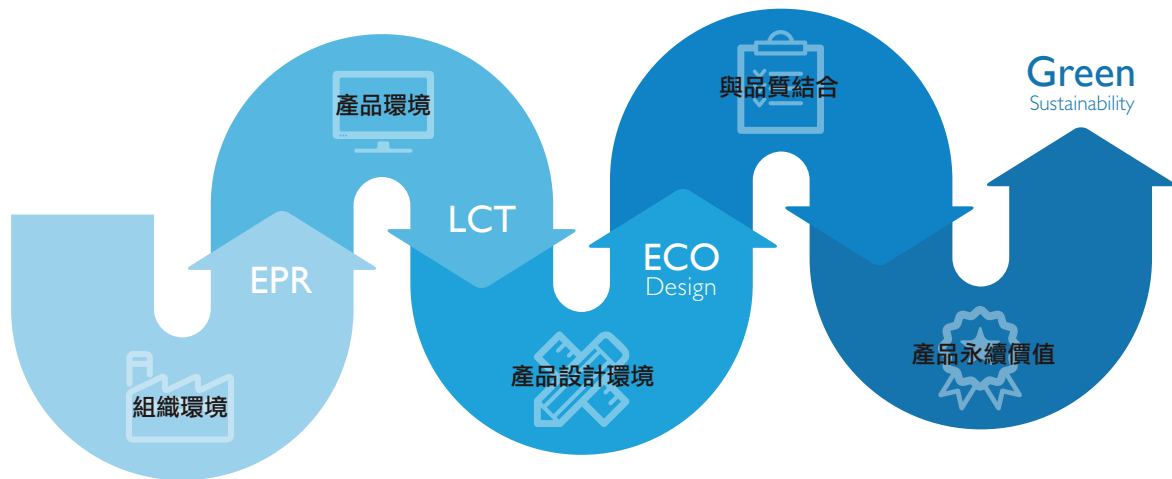 組織環境
EPR
產品環境
LCT
產品設計環境
ECO
Design
與品質結合
產品永續價值
Green
Sustainability